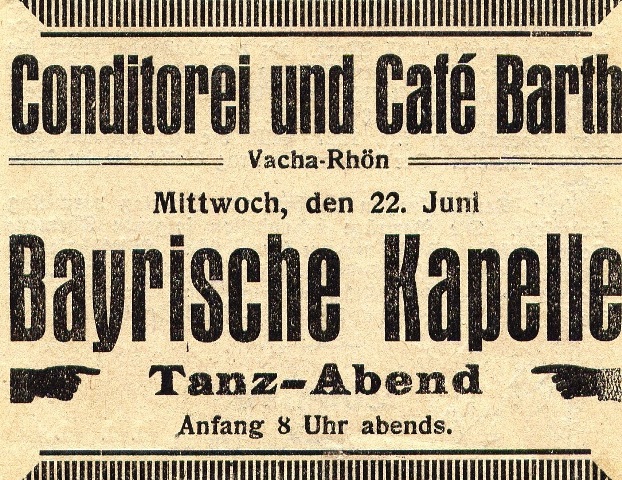 Conditorei und Café Barth
Vacha-Rhön
Mittwoch, den 22. Juni
Bayrische Kapelle
Tanz-Abend
Anfang 8 Uhr abends.